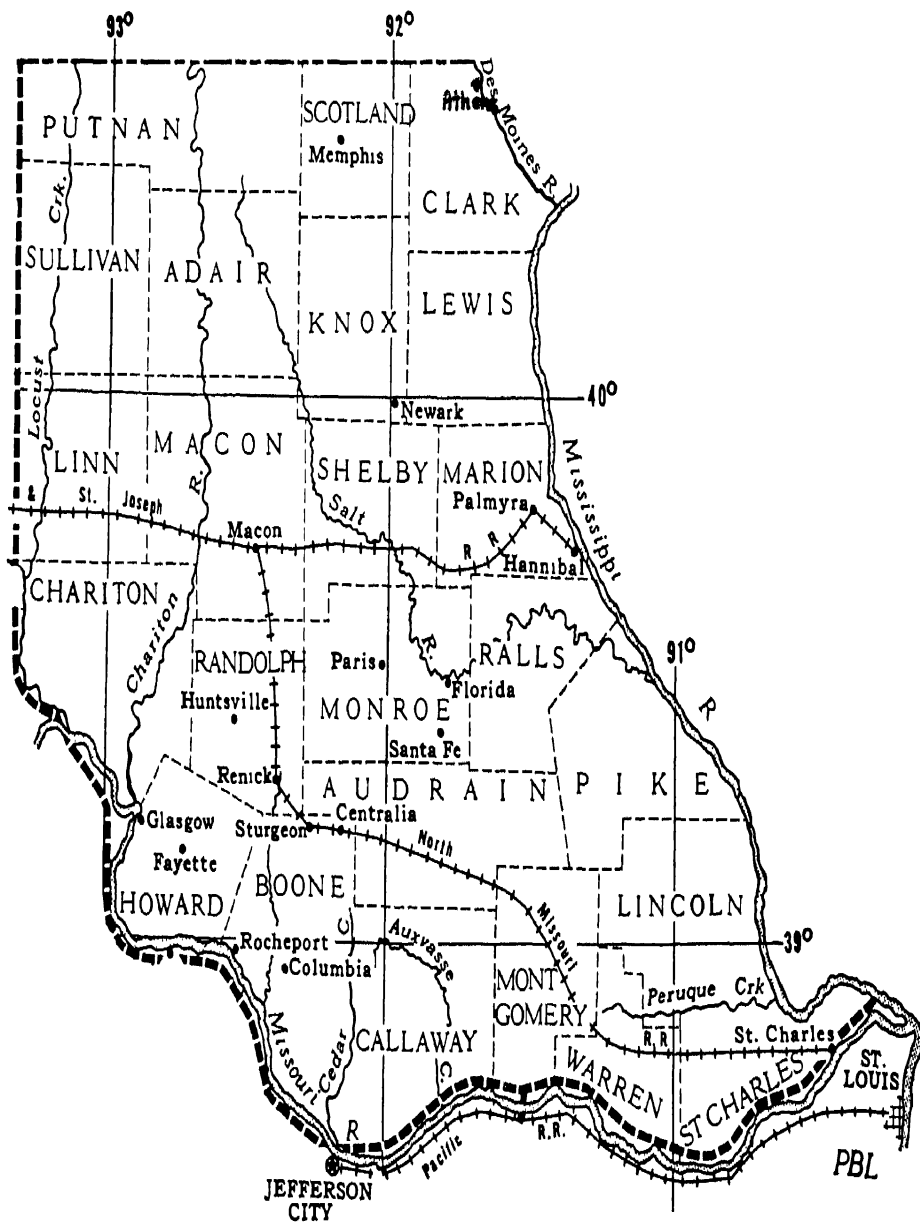 93°
92°
Des Moines R.
Athens
SCOTLAND
PUTNAN
Memphis
Crk.
CLARK
SULLIVAN
ADAIR
LEWIS
KNOX
Locust
40°
Newark
MACON
LINN
SHELBY
MARION
Mississippi
R.
& St. Joseph
Salt
Palmyra
Macon
R R
Hannibal
CHARITON
Chariton
R.
RALLS
91°
RANDOLPH
Paris
Florida
Huntsville
MONROE
R
Santa Fe
Renick
AUDRAIN
PIKE
Glasgow
Sturgeon
Centralia
North
Fayette
BOONE
HOWARD
LINCOLN
Missouri
C.
Auxvasse
Rocheport
39°
Columbia
MONT
GOMERY
Peruque Crk
Missouri
Cedar
CALLAWAY
R.R
St. Charles
ST.
LOUIS
WARREN
ST CHARLES
C.
R
Pacific
R.R.
PBL
JEFFERSON
CITY